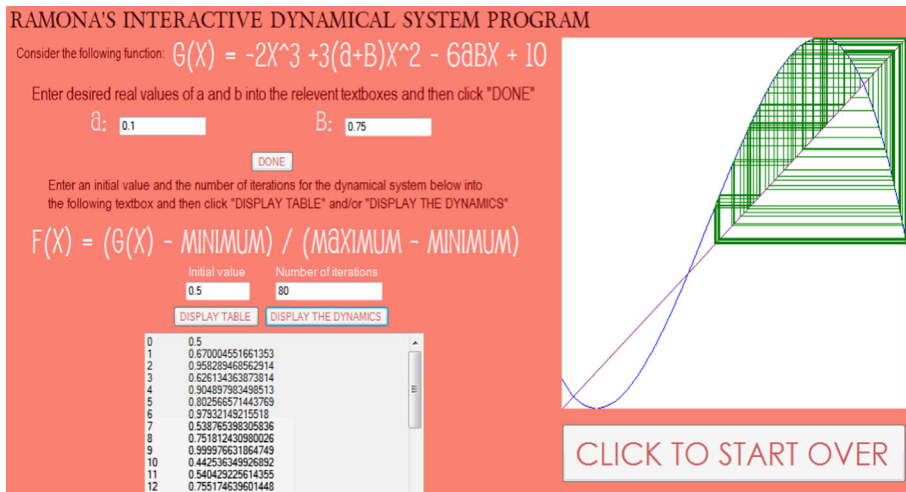 RAMONA'S INTERACTIVE DYNAMICAL SYSTEM PROGRAM
Consider the following function: G(X) = -2X^3 +3(a+B)X^2 - 6aBX + 10
Enter desired real values of a and b into the relevent textboxes and then click "DONE"
a: 0.1 B: 0.75
DONE
Enter an initial value and the number of iterations for the dynamical system below into
the following textbox and then click "DISPLAY TABLE" and/or "DISPLAY THE DYNAMICS"
F(X) = (G(X) - MINIMUM) / (MaXIMUM - MINIMUM)
Initial value Number of iterations
0.5 80
DISPLAY TABLE DISPLAY THE DYNAMICS
0 0.5
1 0.670004551661353
2 0.958289468562914
3 0.626134363873814
4 0.904897983498513
5 0.802566571443769
6 0.97932149215518
7 0.538765398305836
8 0.751812430980026
9 0.999976631864749
10 0.442536349926892
11 0.540429225614355
12 0.755174639601448
CLICK TO START OVER